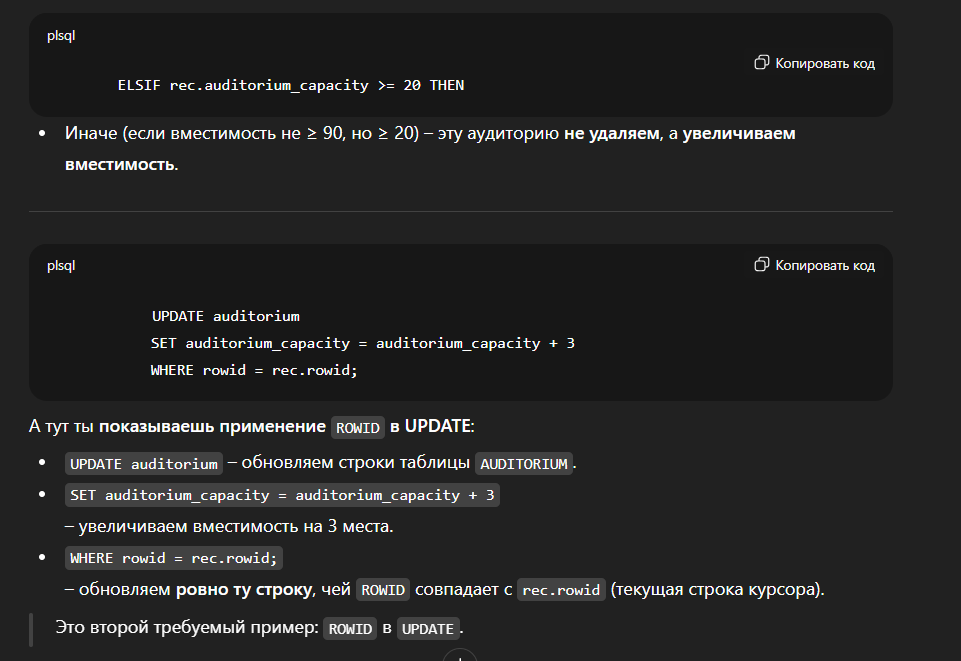 plsql
Копировать код
ELSIF rec.auditorium_capacity >= 20 THEN
• Иначе (если вместимость не ≥ 90, но ≥ 20) – эту аудиторию не удаляем, а увеличиваем
вместимость.
plsql
Копировать код
UPDATE auditorium
SET auditorium_capacity = auditorium_capacity + 3
WHERE rowid = rec.rowid;
А тут ты показываешь применение ROWID в UPDATE:
• UPDATE auditorium – обновляем строки таблицы AUDITORIUM.
• SET auditorium_capacity = auditorium_capacity + 3
– увеличиваем вместимость на 3 места.
• WHERE rowid = rec.rowid;
– обновляем ровно ту строку, чей ROWID совпадает с rec.rowid (текущая строка курсора).
Это второй требуемый пример: ROWID в UPDATE.